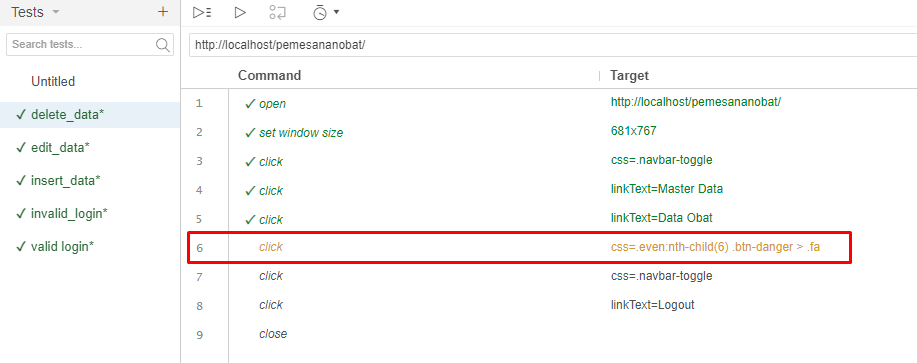 Tests +
Search tests...
Untitled
✓ delete_data*
✓ edit_data*
✓ insert_data*
✓ invalid_login*
✓ valid login*
http://localhost/pemesananobat/
Command Target
1 ✓ open http://localhost/pemesananobat/
2 ✓ set window size 681x767
3 ✓ click css=.navbar-toggle
4 ✓ click linkText=Master Data
5 ✓ click linkText=Data Obat
6 click css=.even:nth-child(6) .btn-danger > .fa
7 click css=.navbar-toggle
8 click linkText=Logout
9 close